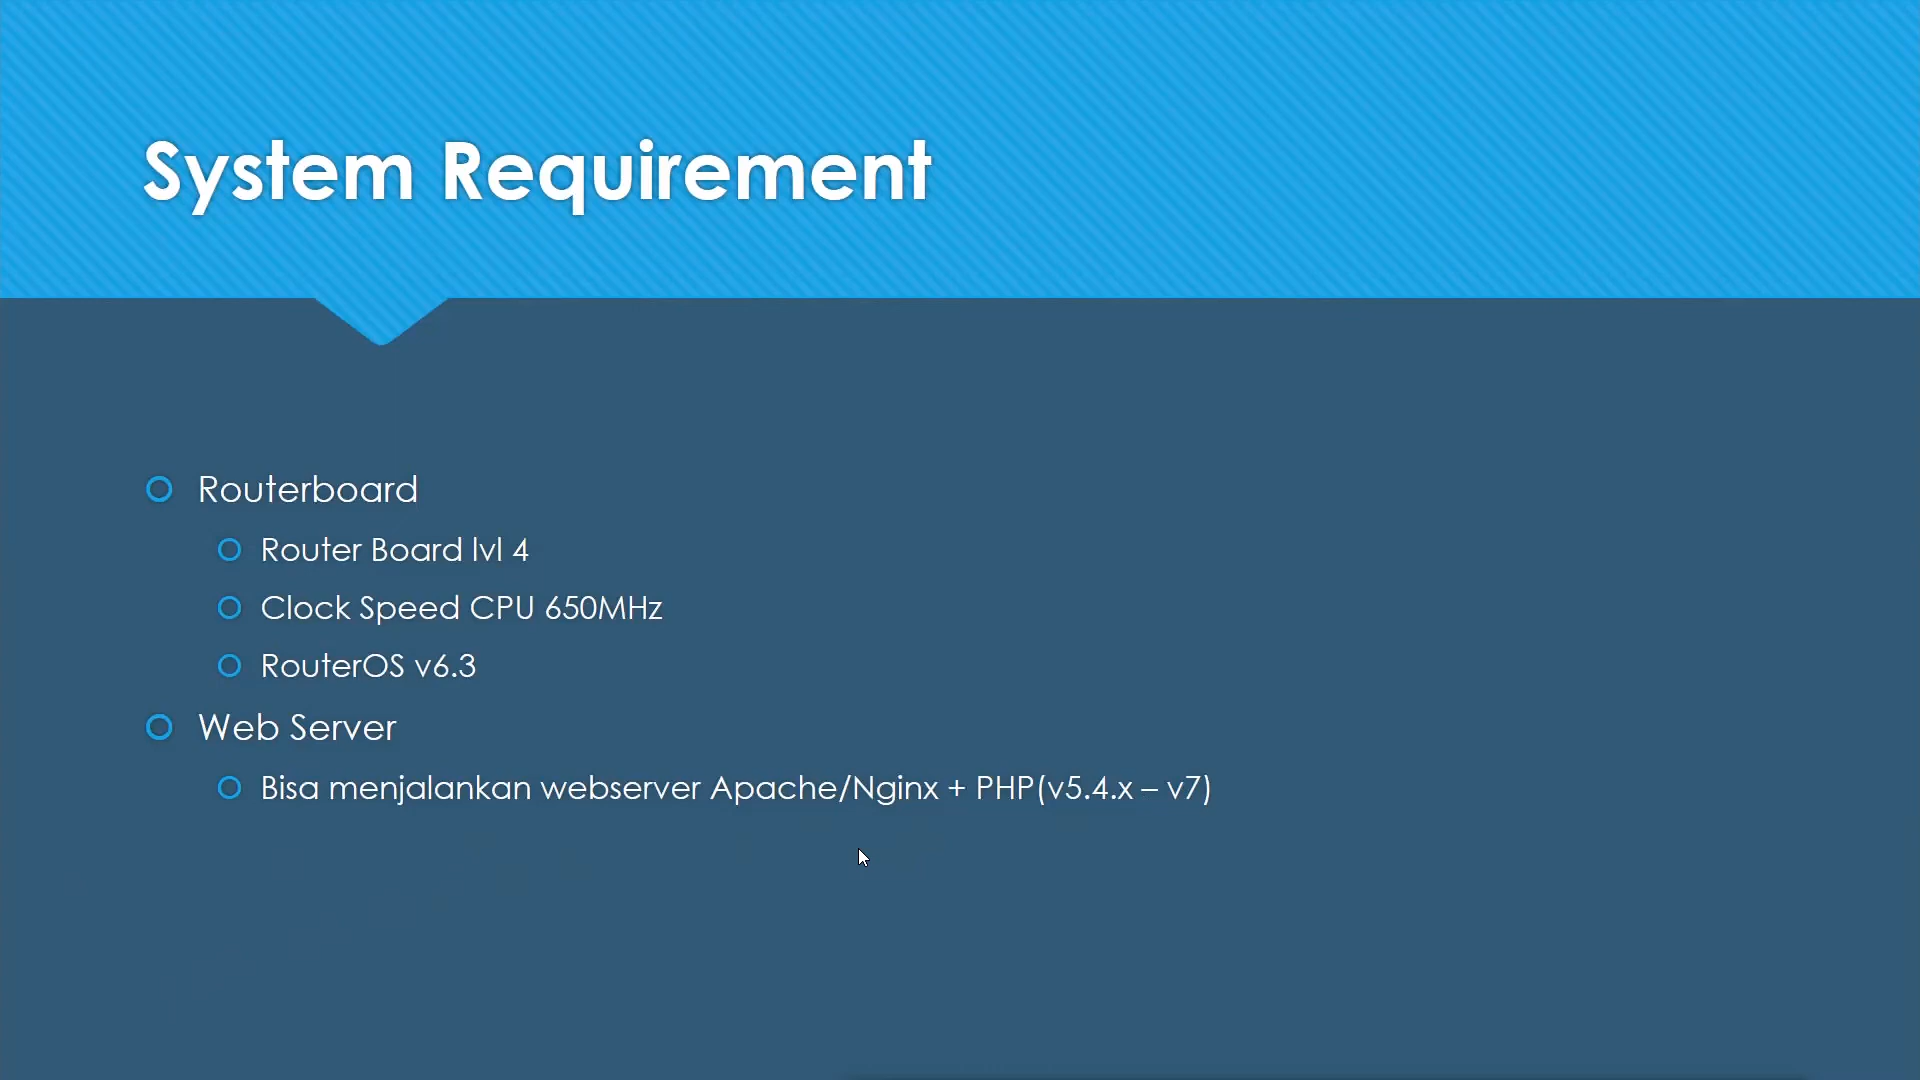 System Requirement
Routerboard
Router Board lvl 4
Clock Speed CPU 650MHz
RouterOS v6.3
Web Server
Bisa menjalankan webserver Apache/Nginx + PHP(v5.4.x – v7)